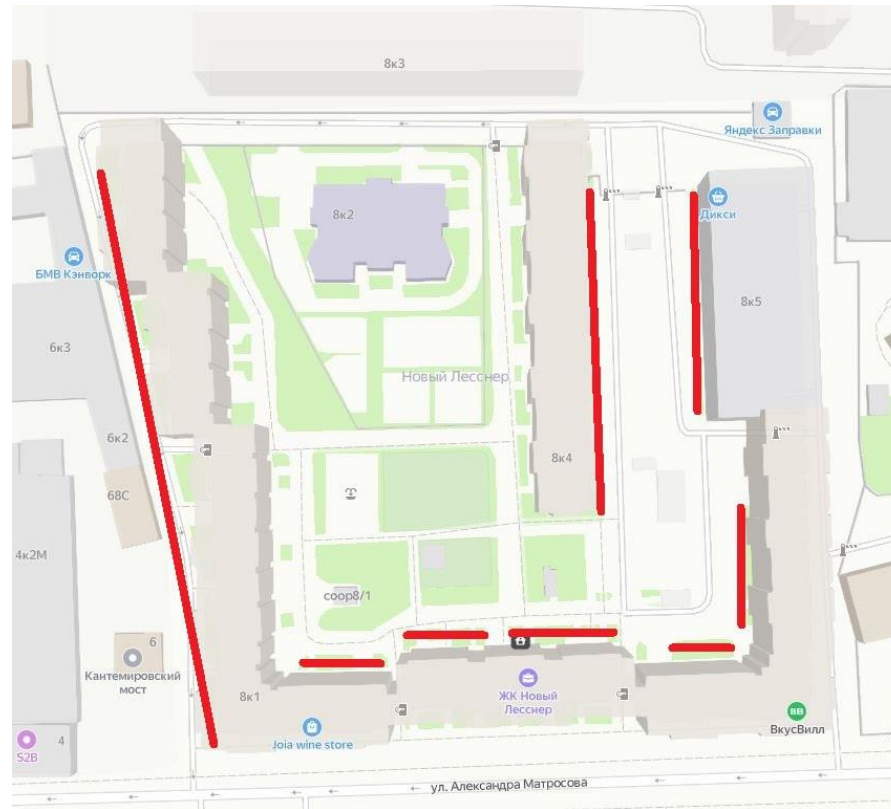 8к3
Яндекс Заправки
8к2
Дикси
БМВ Кэнворк
8к5
6к3
Новый Лесснер
6к2
8к4
68С
4к2М
соор8/1
6
Кантемировский
мост
8к1
ЖК Новый
Лесснер
ВВ
ВкусВилл
S2B
4
Joia wine store
ул. Александра Матросова